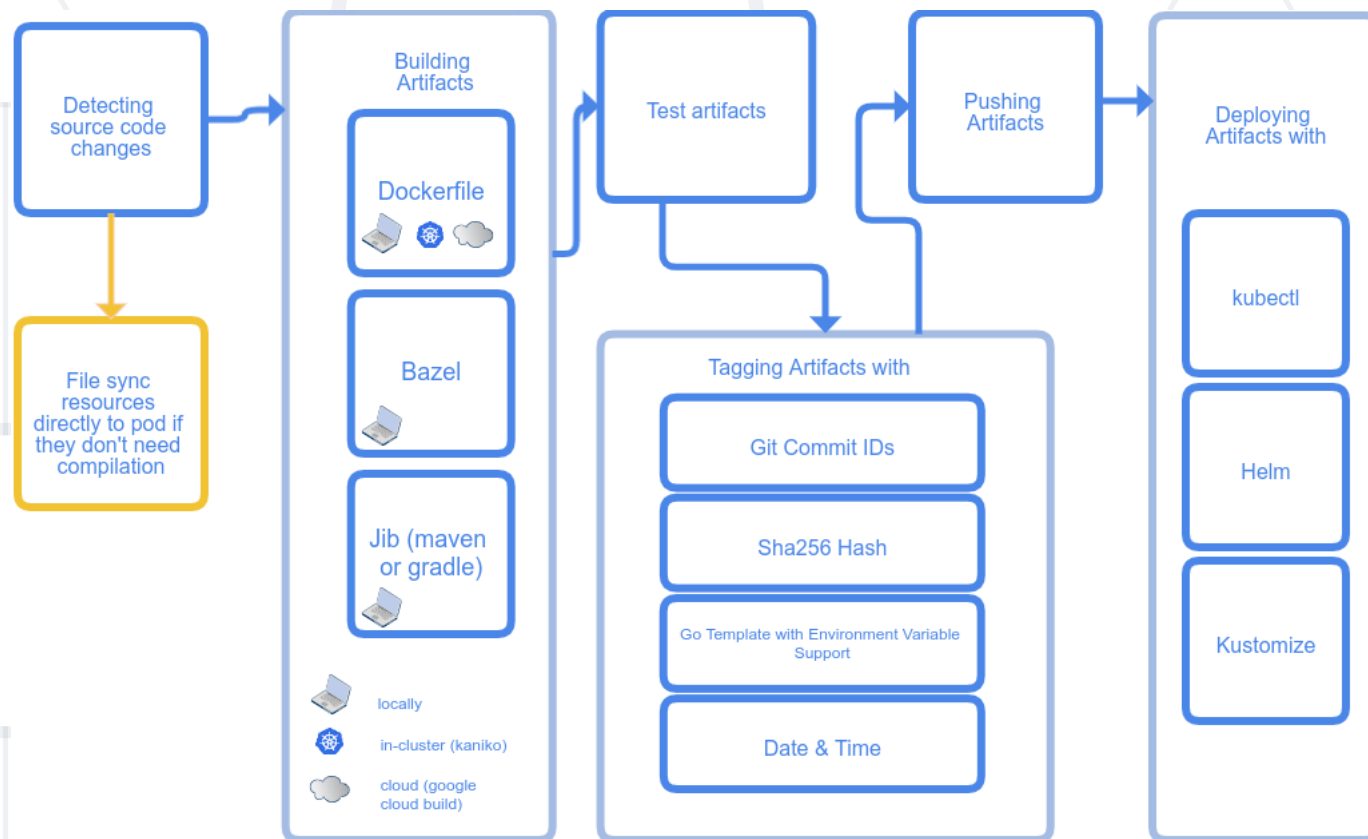 Detecting
source code
changes
File sync
resources
directly to pod if
they don't need
compilation
Building
Artifacts
Dockerfile
Bazel
Jib (maven
or gradle)
locally
in-cluster (kaniko)
cloud (google
cloud build)
Test artifacts
Tagging Artifacts with
Git Commit IDs
Sha256 Hash
Go Template with Environment Variable
Support
Date & Time
Pushing
Artifacts
Deploying
Artifacts with
kubectl
Helm
Kustomize